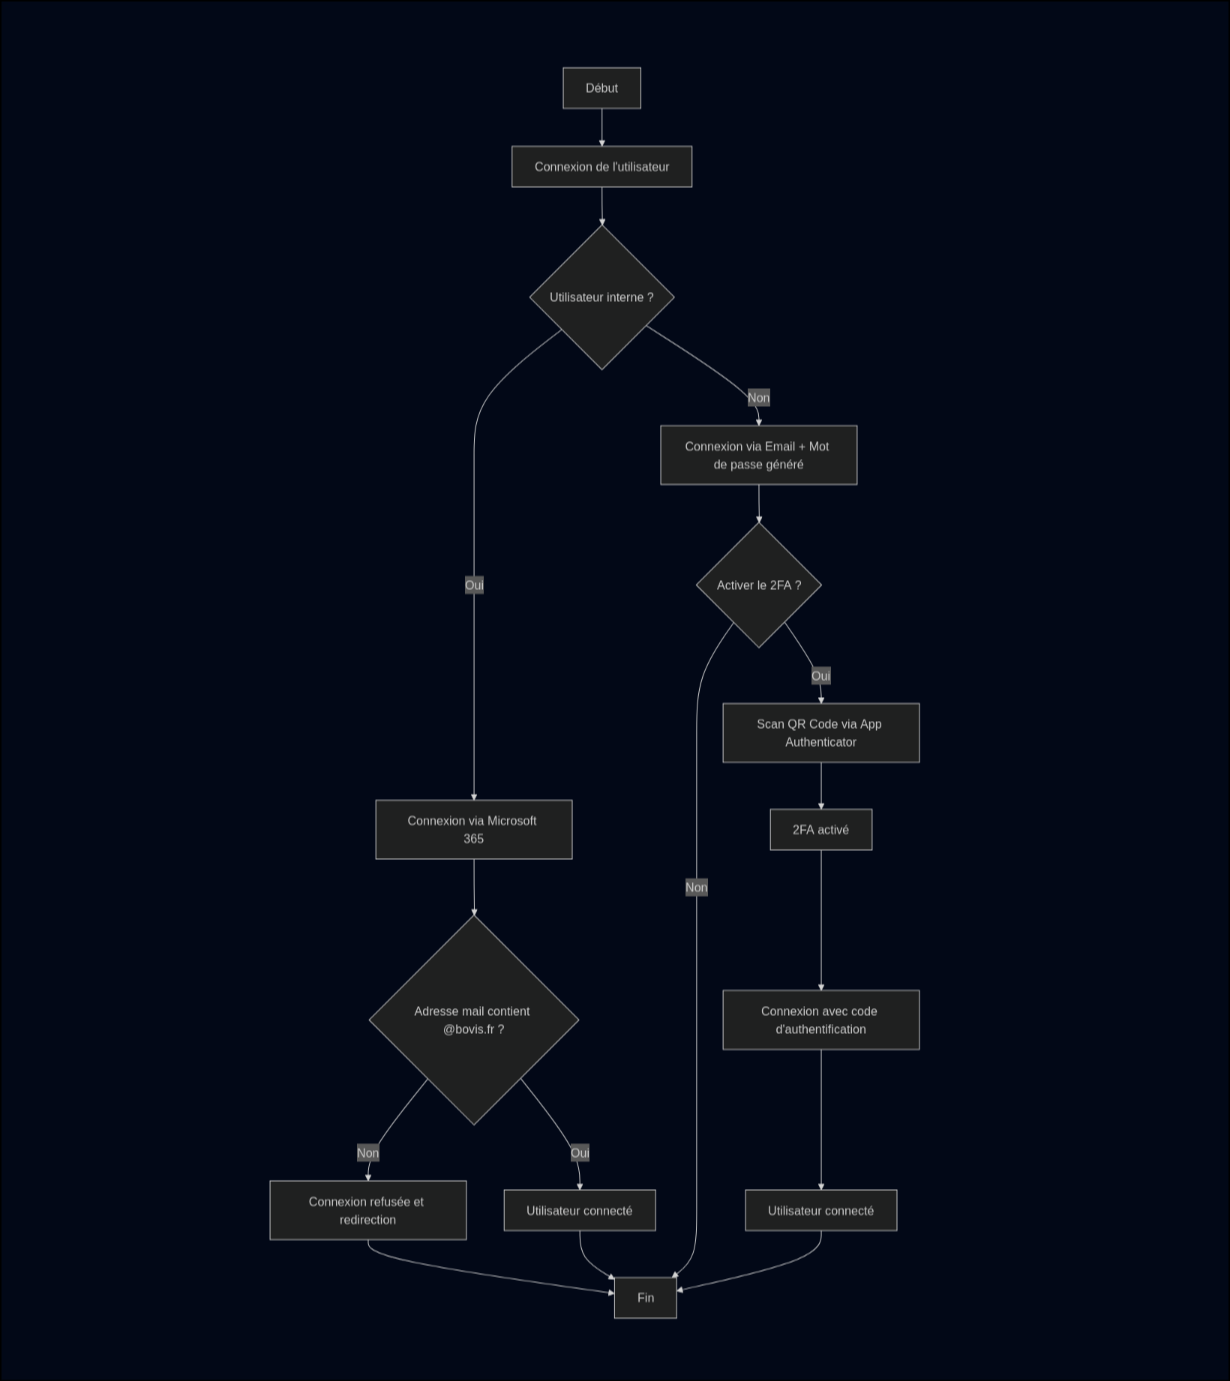 Début
Connexion de l'utilisateur
Utilisateur interne ?
Non
Connexion via Email + Mot
de passe généré
Oui
Activer le 2FA ?
Oui
Scan QR Code via App
Authenticator
Connexion via Microsoft
365
2FA activé
Non
Adresse mail contient
@bovis.fr ?
Connexion avec code
d'authentification
Non
Oui
Connexion refusée et
redirection
Utilisateur connecté
Utilisateur connecté
Fin